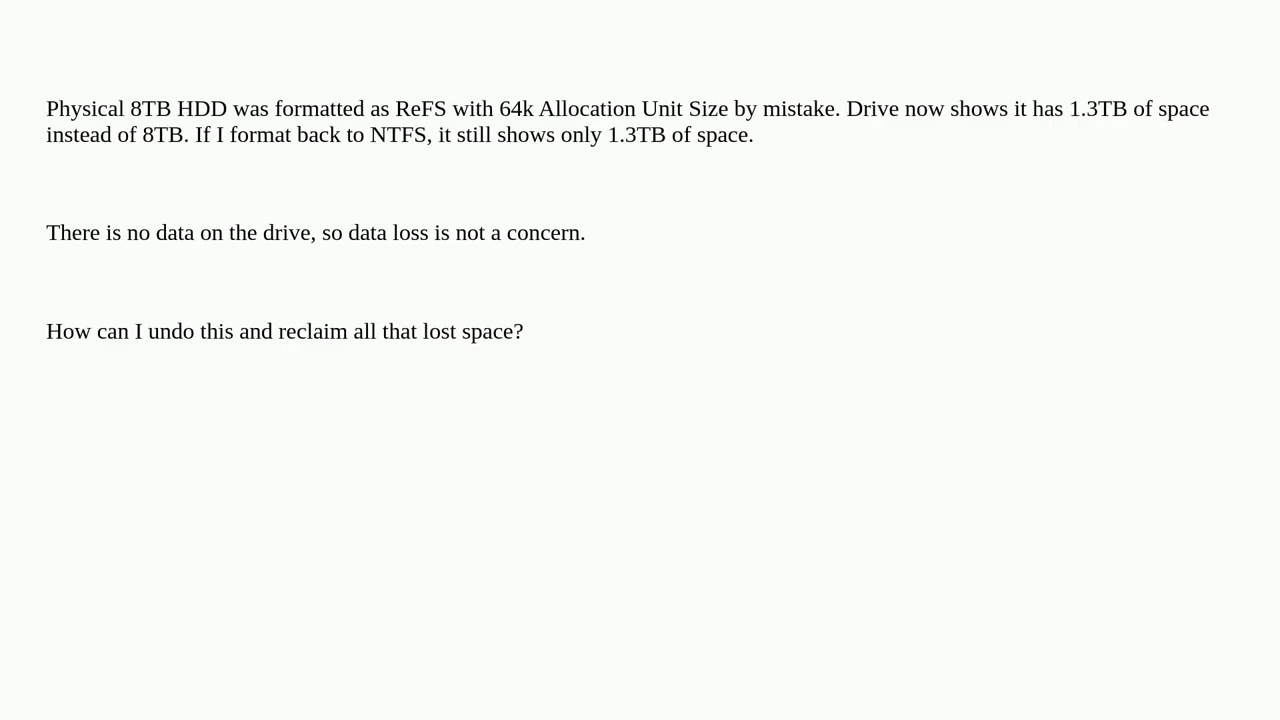 Physical 8TB HDD was formatted as ReFS with 64k Allocation Unit Size by mistake. Drive now shows it has 1.3TB of space
instead of 8TB. If I format back to NTFS, it still shows only 1.3TB of space.
There is no data on the drive, so data loss is not a concern.
How can I undo this and reclaim all that lost space?